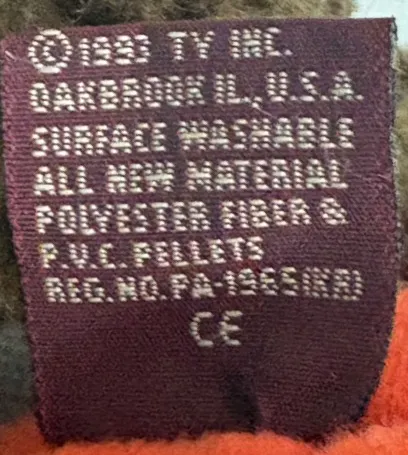 © 1993 TY INC.
OAKBROOK IL., U.S.A.
SURFACE WASHABLE
ALL NEW MATERIAL
POLYESTER FIBER &
P.V.C. PELLETS
REG.NO.PA-1965(KR)
CE